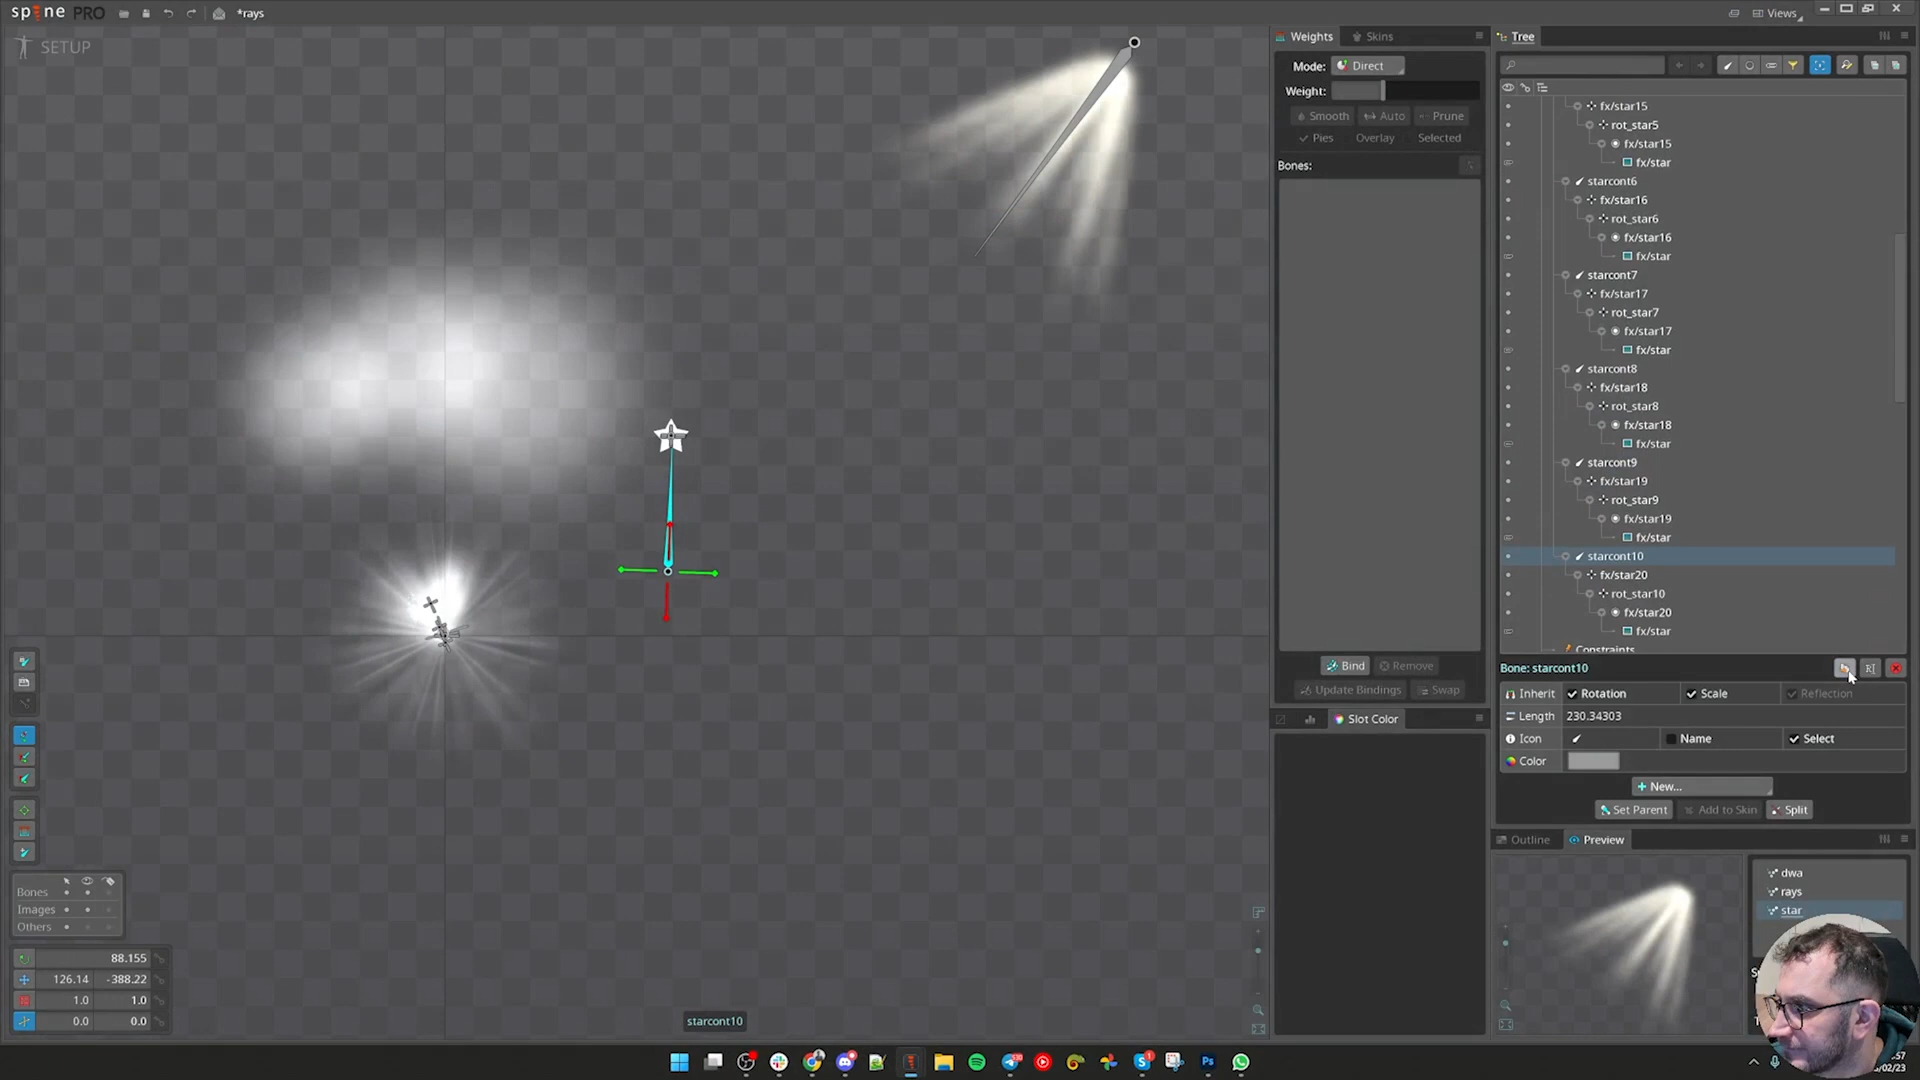 spine PRO
*rays
Views
SETUP
Weights
Skins
Mode: Direct
Weight:
Smooth
Auto
Prune
Pies
Overlay
Selected
Bones:
Bind
Remove
Update Bindings
Swap
Slot Color
Tree
fx/star15
rot_star5
fx/star15
fx/star
starcont6
fx/star16
rot_star6
fx/star16
fx/star
starcont7
fx/star17
rot_star7
fx/star17
fx/star
starcont8
fx/star18
rot_star8
fx/star18
fx/star
starcont9
fx/star19
rot_star9
fx/star19
fx/star
starcont10
fx/star20
rot_star10
fx/star20
fx/star
Constraints
Bone: starcont10
Inherit Rotation Scale Reflection
Length 230.34303
Icon Name Select
Color
New...
Set Parent
Add to Skin
Split
Outline
Preview
dwa
rays
star
Bones
Images
Others
88.155
126.14 -388.22
1.0 1.0
0.0 0.0
starcont10